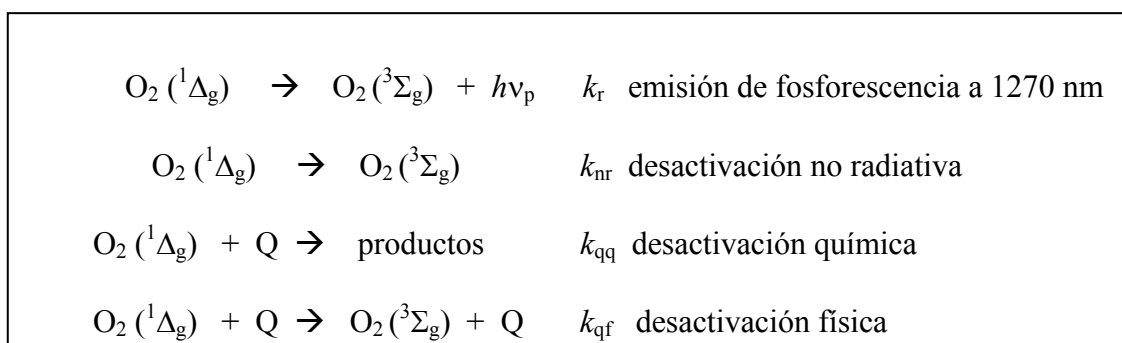 O₂ (¹Δg) → O₂ (³Σg) + hνp kr emisión de fosforescencia a 1270 nm
O₂ (¹Δg) → O₂ (³Σg) knr desactivación no radiativa
O₂ (¹Δg) + Q → productos kqq desactivación química
O₂ (¹Δg) + Q → O₂ (³Σg) + Q kqf desactivación física